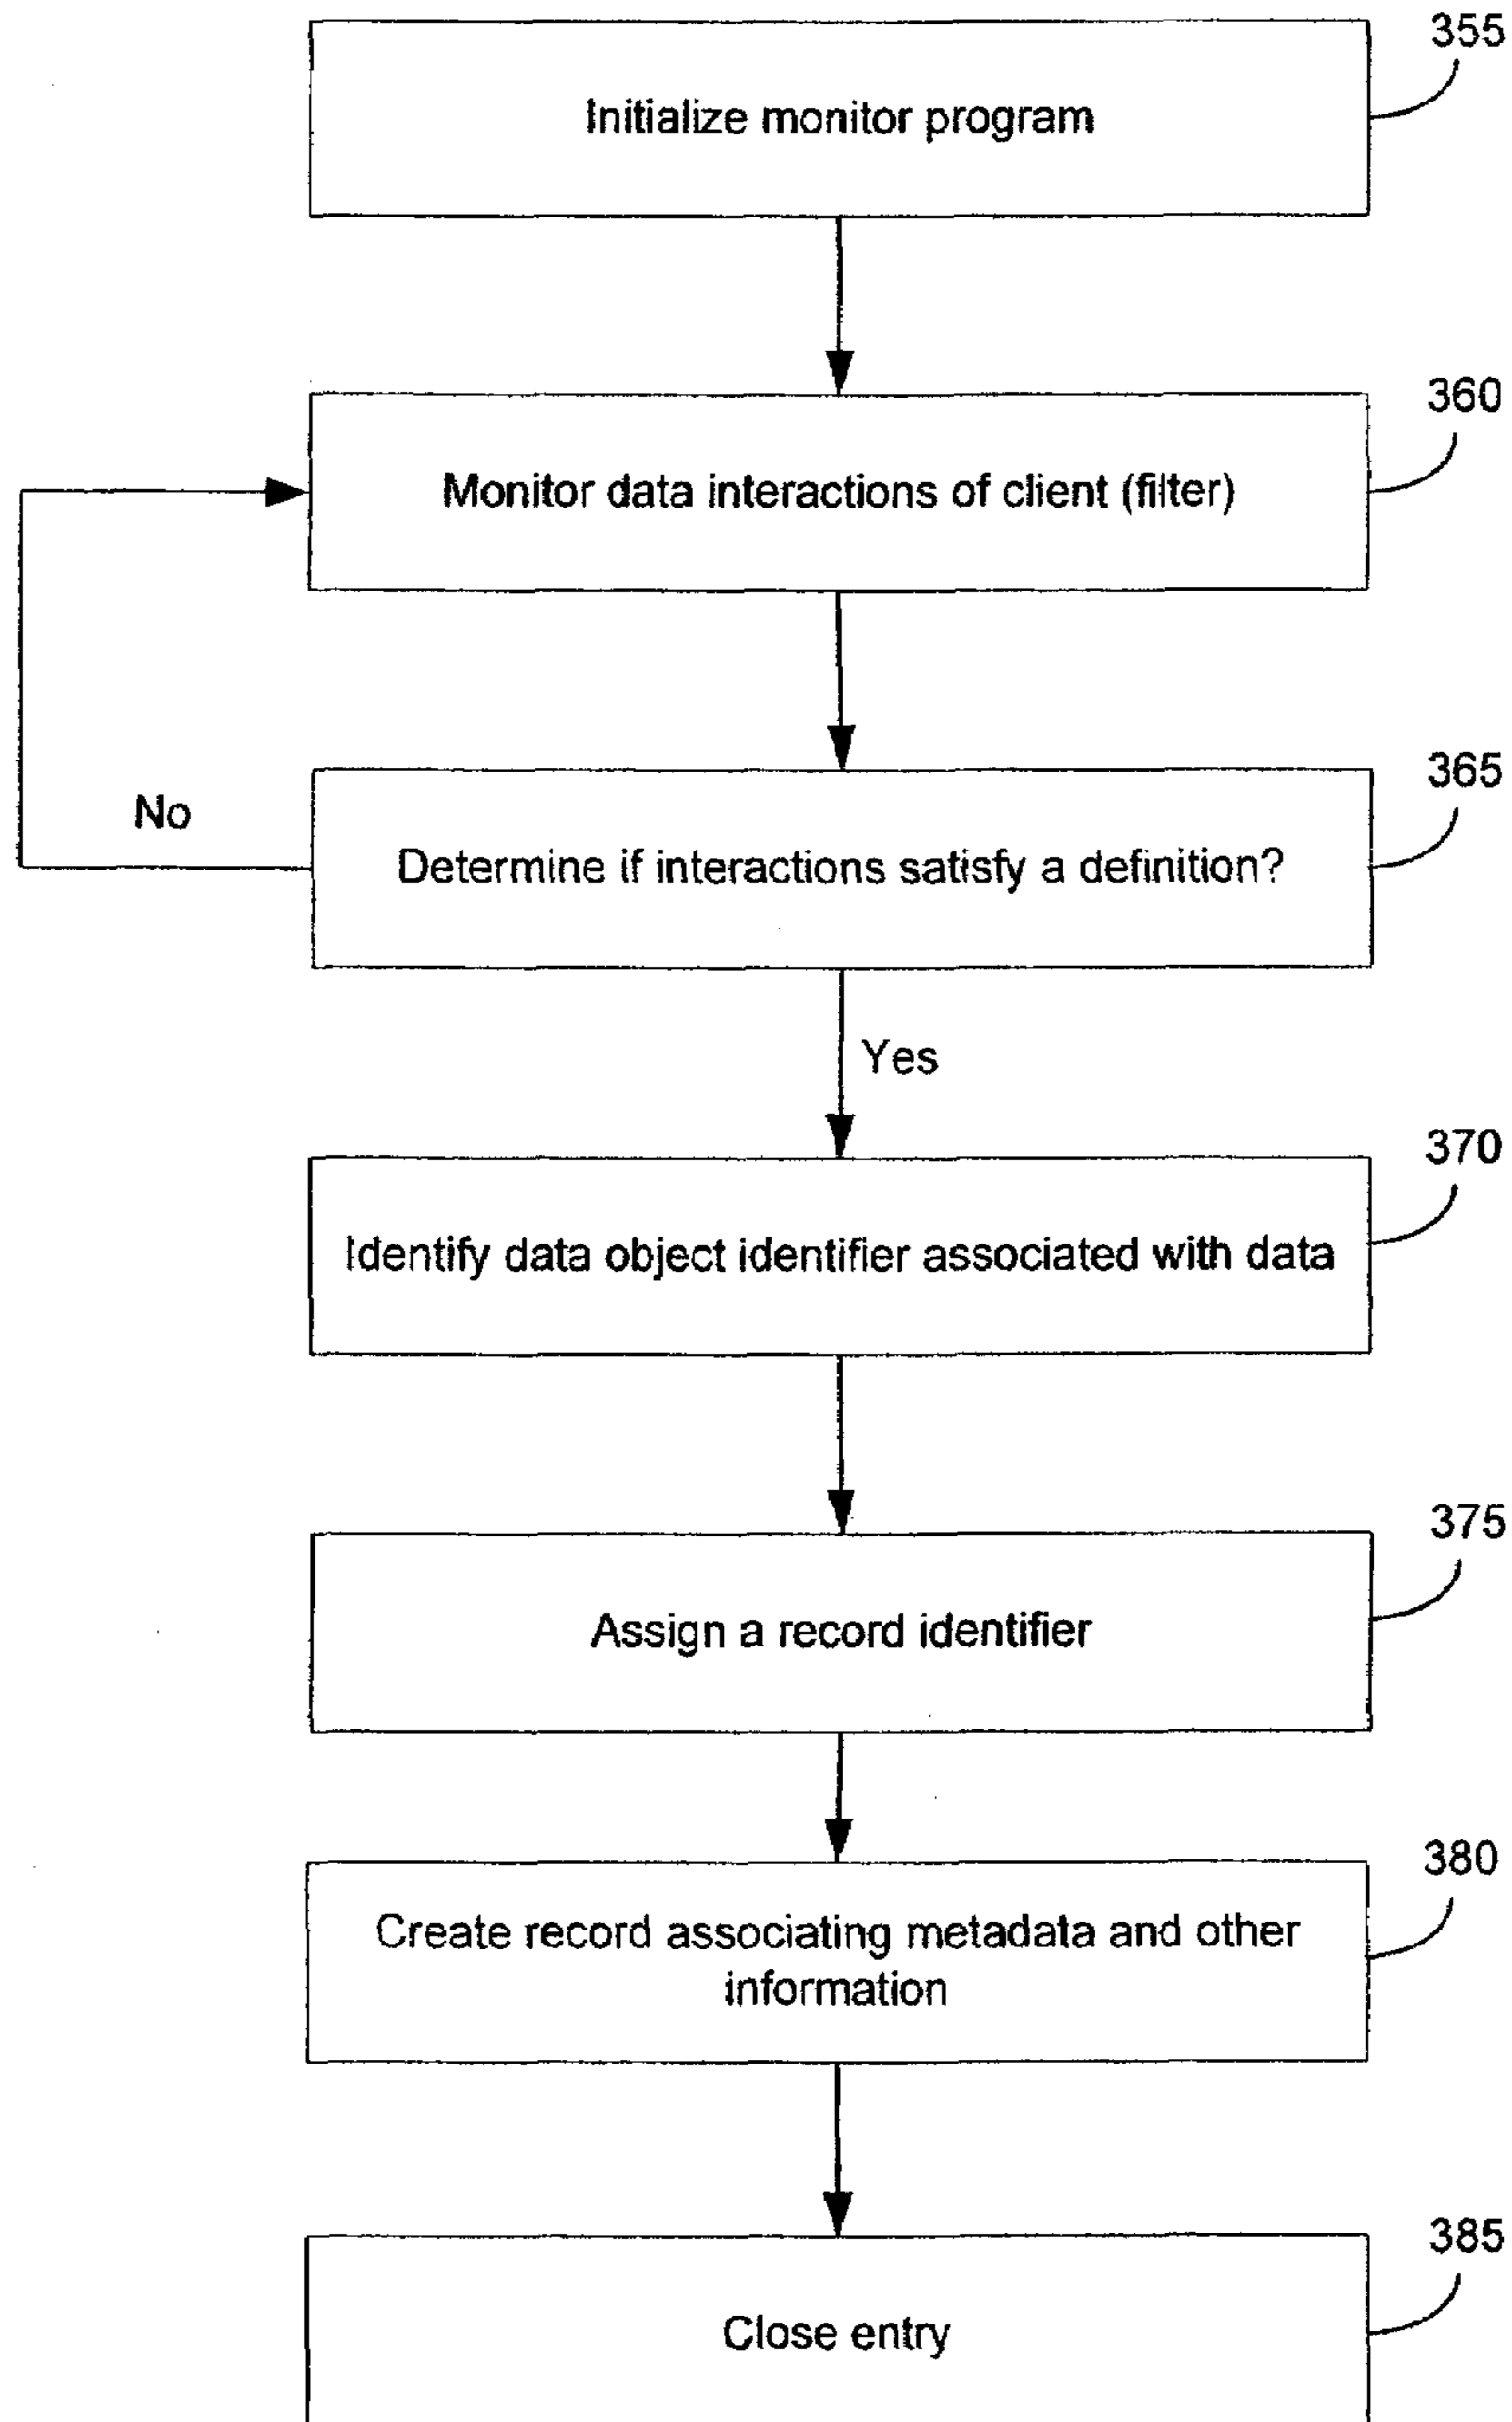 355
Initialize monitor program
360
Monitor data interactions of client (filter)
365
No
Determine if interactions satisfy a definition?
Yes
370
Identify data object identifier associated with data
375
Assign a record identifier
380
Create record associating metadata and other
information
385
Close entry